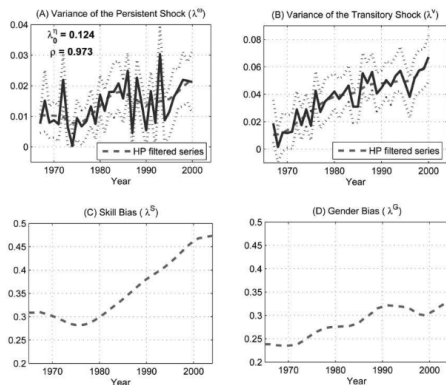 (A) Variance of the Persistent Shock (λ^ω)
0.04
0.03
0.02
0.01
0
λ₀^η = 0.124
ρ = 0.973
HP filtered series
1970 1980 1990 2000
Year
(B) Variance of the Transitory Shock (λ^v)
0.1
0.08
0.06
0.04
0.02
0
HP filtered series
1970 1980 1990 2000
Year
(C) Skill Bias (λ^S)
0.5
0.45
0.4
0.35
0.3
0.25
0.2
1970 1980 1990 2000
Year
(D) Gender Bias (λ^G)
0.5
0.45
0.4
0.35
0.3
0.25
0.2
1970 1980 1990 2000
Year